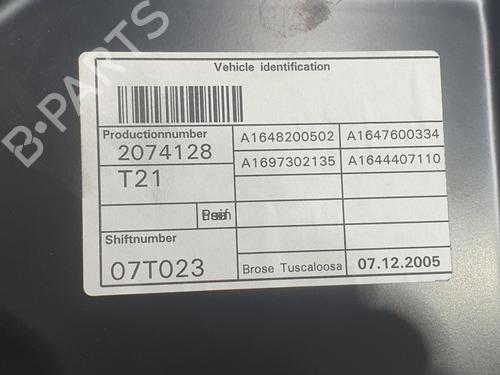 Vehicle identification
Productionnumber
2074128
T21
Shiftnumber
07T023
A1648200502 A1647600334
A1697302135 A1644407110
Brose Tuscaloosa 07.12.2005
B-PARTS